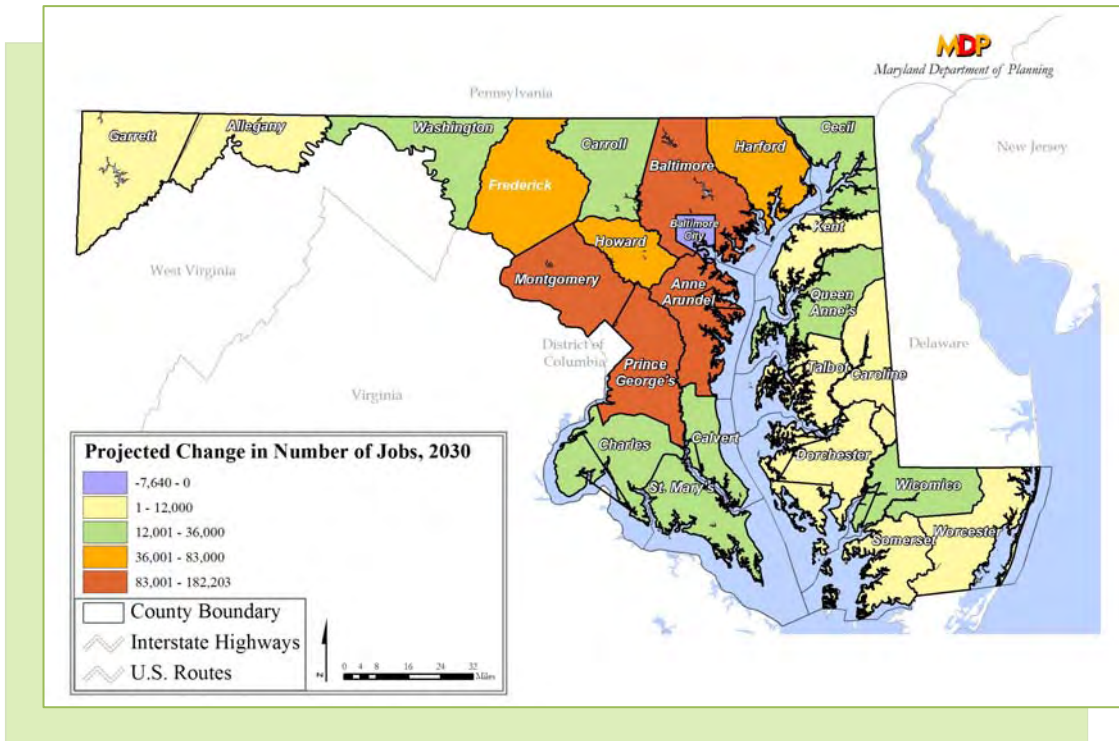 MDP
Maryland Department of Planning
Pennsylvania
New Jersey
Garrett
Allegany
Washington
Frederick
Carroll
Baltimore
Harford
Cecil
Baltimore
City
Howard
Kent
West Virginia
Montgomery
Anne
Arundel
Queen
Anne's
District of
Columbia
Delaware
Prince
George's
Talbot
Caroline
Virginia
Charles
Calvert
Dorchester
St. Mary's
Wicomico
Somerset
Worcester
Projected Change in Number of Jobs, 2030
-7,640 - 0
1 - 12,000
12,001 - 36,000
36,001 - 83,000
83,001 - 182,203
County Boundary
Interstate Highways
U.S. Routes
N
0 4 8 16 24 32
Miles